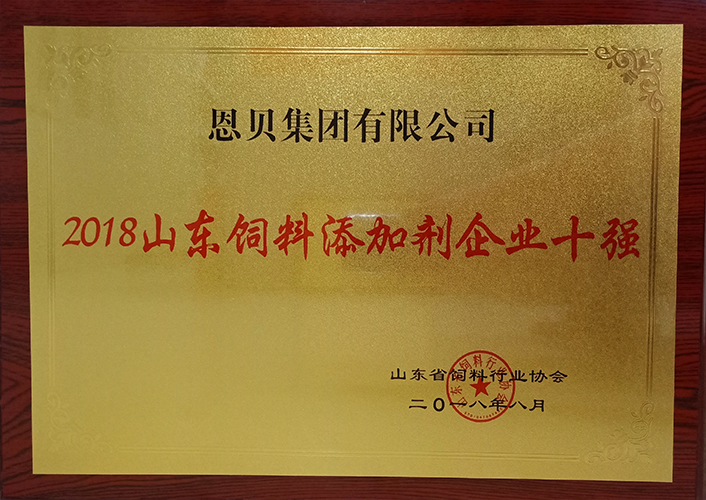 恩贝集团有限公司
2018山东饲料添加剂企业十强
山东省饲料行业协会
二〇一八年八月